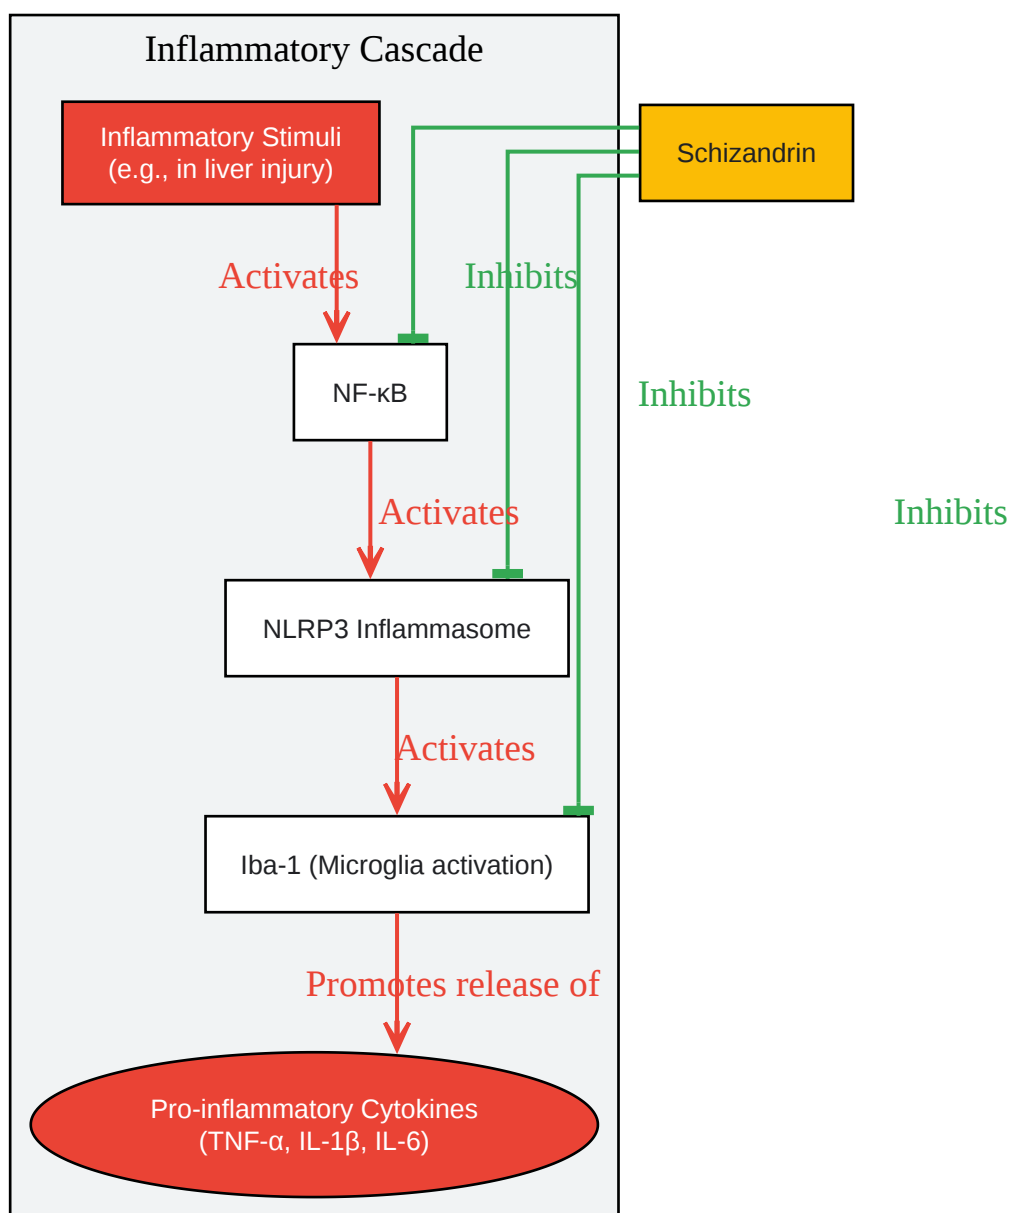 Inflammatory Cascade
Inflammatory Stimuli
(e.g., in liver injury)
Schizandrin
Activates
Inhibits
NF-κB
Inhibits
Activates
Inhibits
NLRP3 Inflammasome
Activates
Iba-1 (Microglia activation)
Promotes release of
Pro-inflammatory Cytokines
(TNF-α, IL-1β, IL-6)